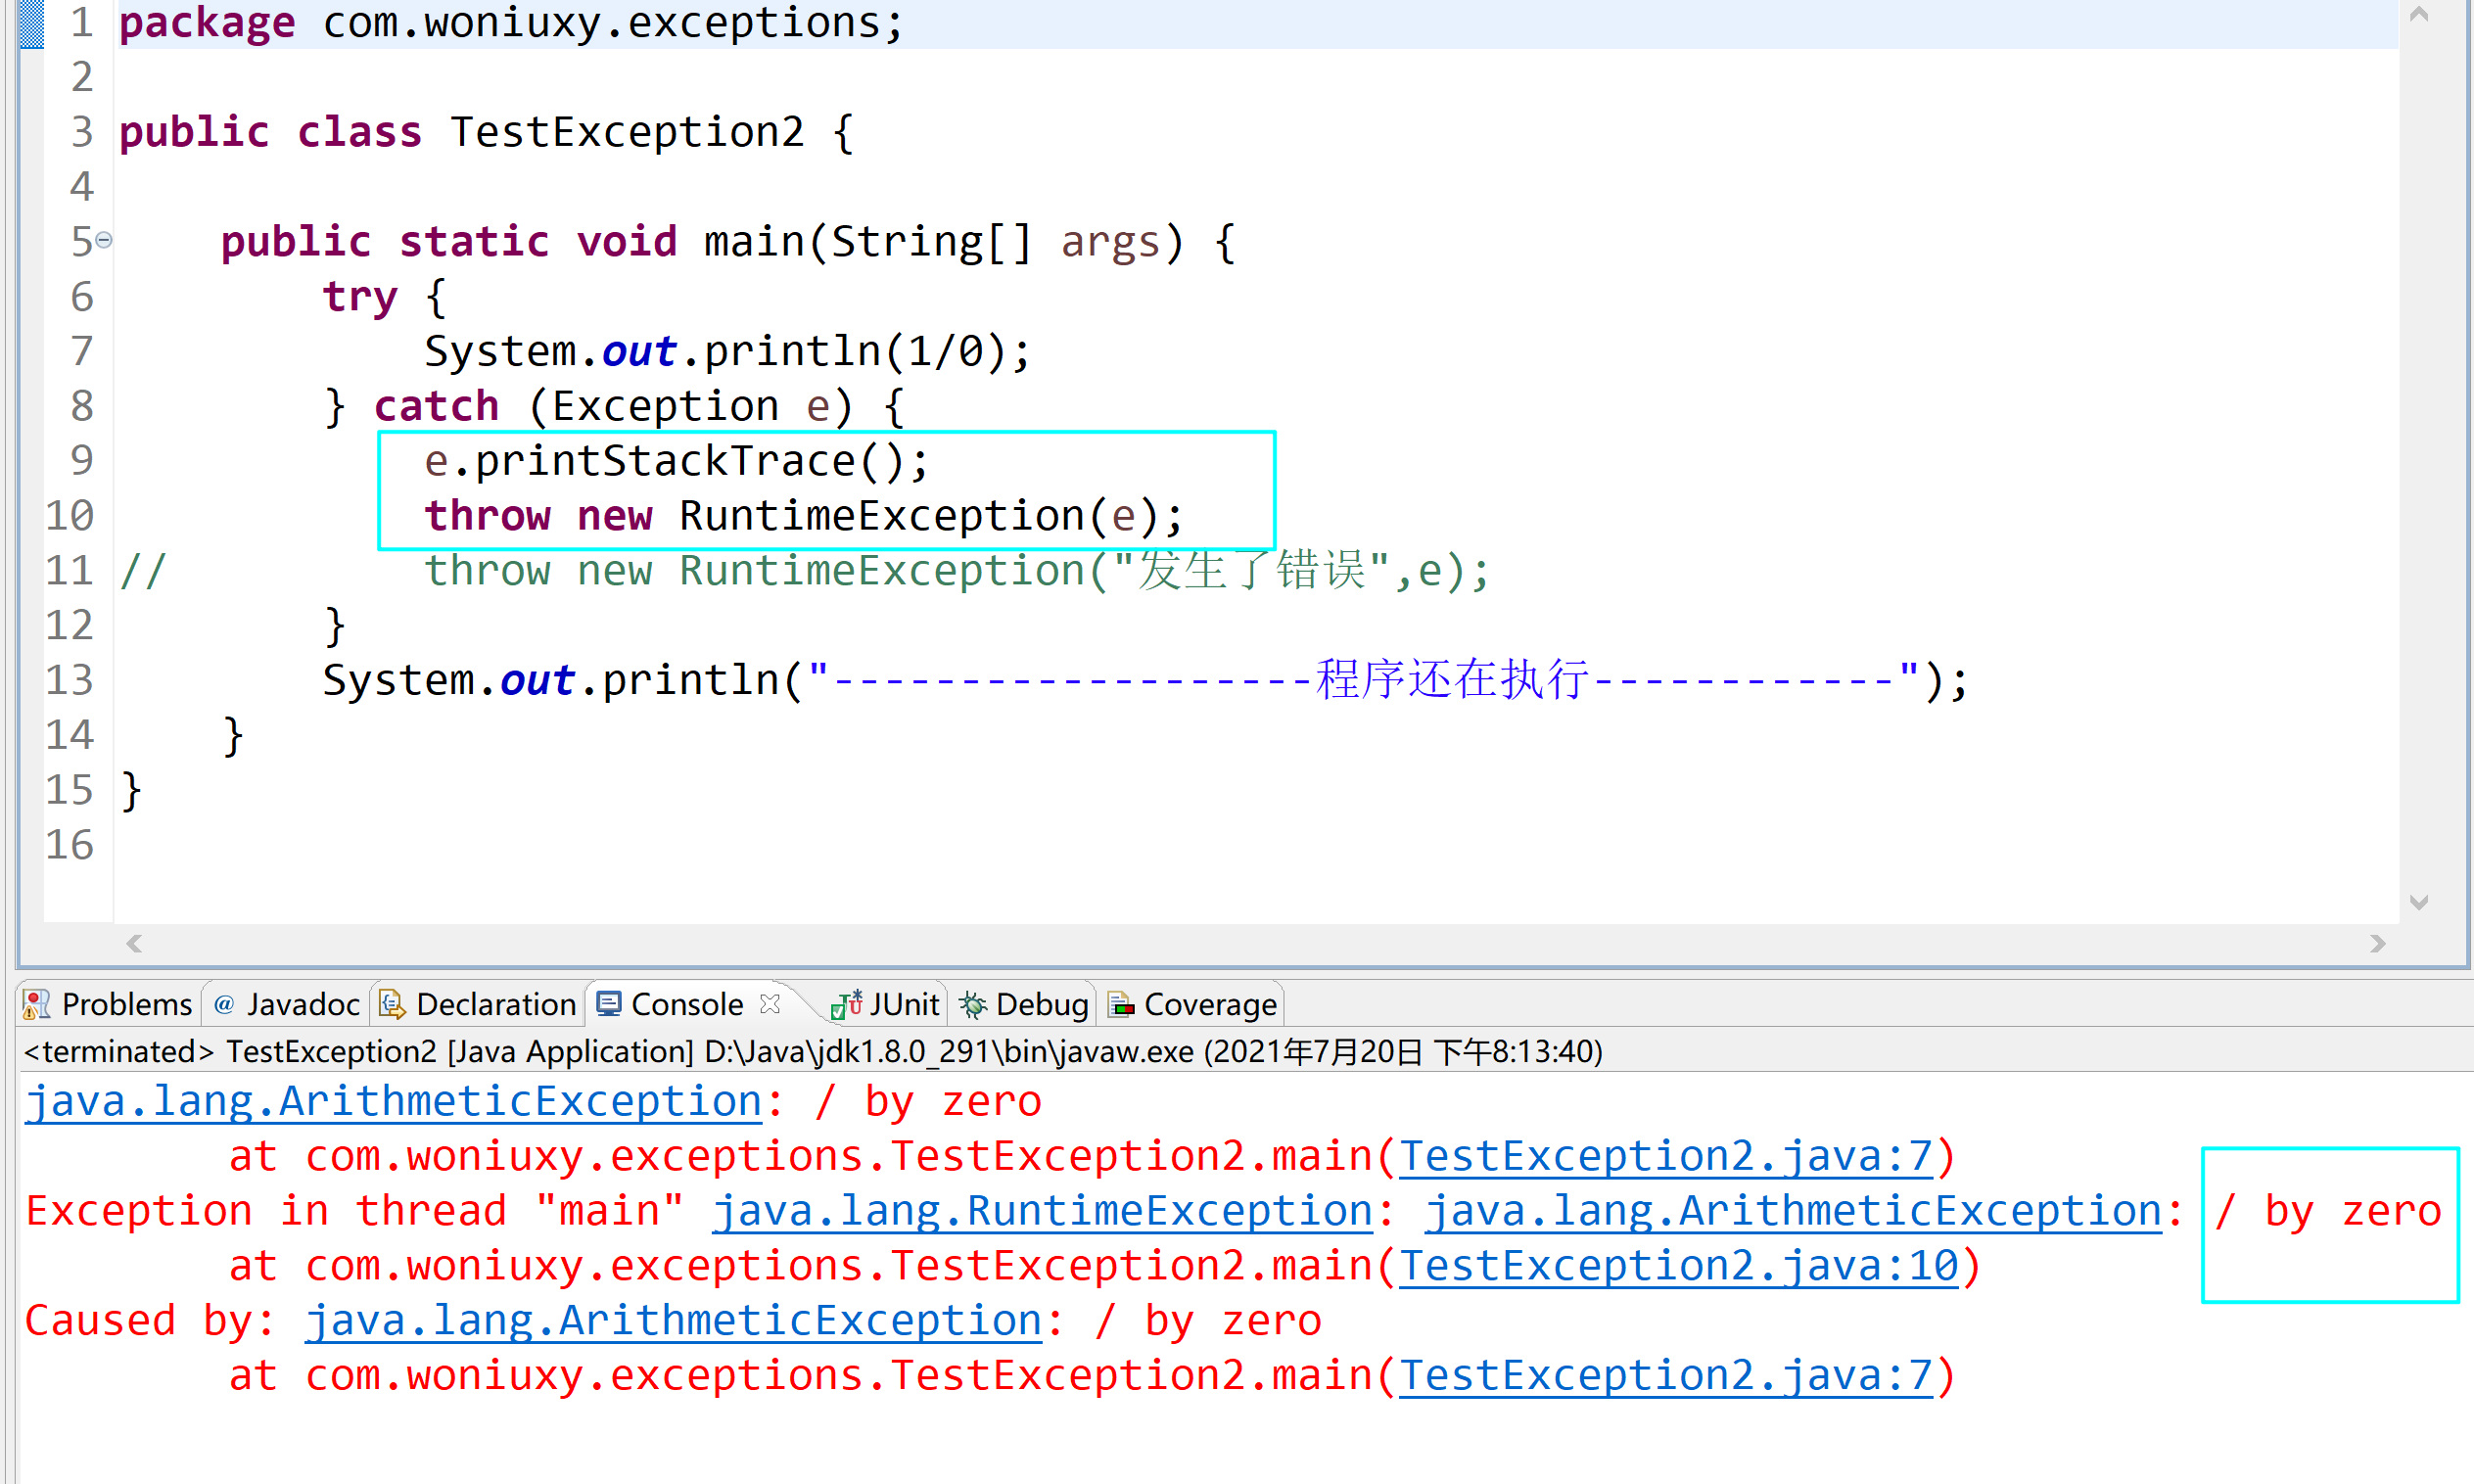 1 package com.woniuxy.exceptions;
2
3 public class TestException2 {
4
5     public static void main(String[] args) {
6         try {
7             System.out.println(1/0);
8         } catch (Exception e) {
9             e.printStackTrace();
10            throw new RuntimeException(e);
11 //          throw new RuntimeException("发生了错误",e);
12        }
13        System.out.println("-------------------程序还在执行------------");
14    }
15 }
16
Problems @ Javadoc Declaration Console JUnit Debug Coverage
<terminated> TestException2 [Java Application] D:\Java\jdk1.8.0_291\bin\javaw.exe (2021年7月20日 下午8:13:40)
java.lang.ArithmeticException: / by zero
        at com.woniuxy.exceptions.TestException2.main(TestException2.java:7)
Exception in thread "main" java.lang.RuntimeException: java.lang.ArithmeticException: / by zero
        at com.woniuxy.exceptions.TestException2.main(TestException2.java:10)
Caused by: java.lang.ArithmeticException: / by zero
        at com.woniuxy.exceptions.TestException2.main(TestException2.java:7)